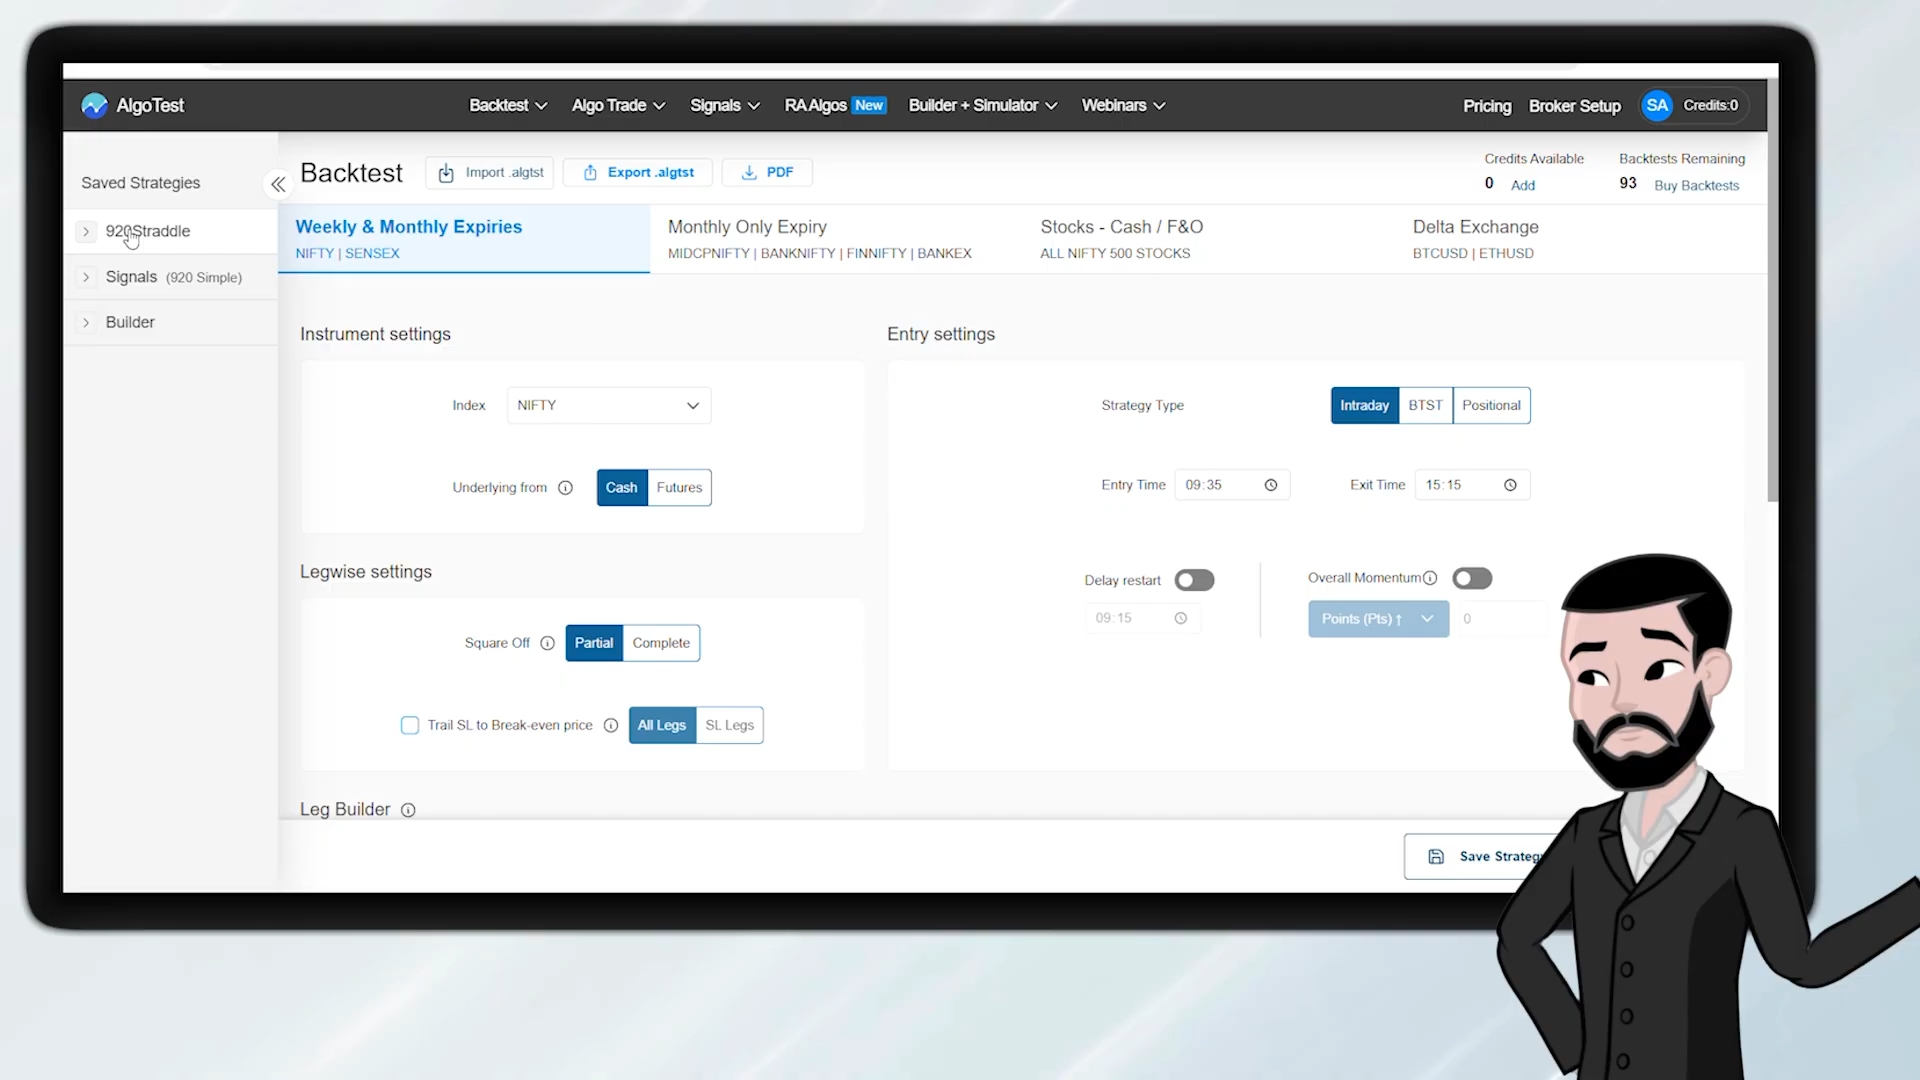 AlgoTest
Backtest
Algo Trade
Signals
RA Algos New
Builder + Simulator
Webinars
Pricing
Broker Setup
SA
Credits:0
Saved Strategies
920Straddle
Signals (920 Simple)
Builder
Backtest
Import .algtst
Export .algtst
PDF
Credits Available
0 Add
Backtests Remaining
93 Buy Backtests
Weekly & Monthly Expiries
NIFTY | SENSEX
Monthly Only Expiry
MIDCPNIFTY | BANKNIFTY | FINNIFTY | BANKEX
Stocks - Cash / F&O
ALL NIFTY 500 STOCKS
Delta Exchange
BTCUSD | ETHUSD
Instrument settings
Index NIFTY
Underlying from Cash Futures
Legwise settings
Square Off Partial Complete
Trail SL to Break-even price All Legs SL Legs
Leg Builder
Entry settings
Strategy Type Intraday BTST Positional
Entry Time 09:35 Exit Time 15:15
Delay restart
09:15
Overall Momentum
Points (Pts) ↑ 0
Save Strategy